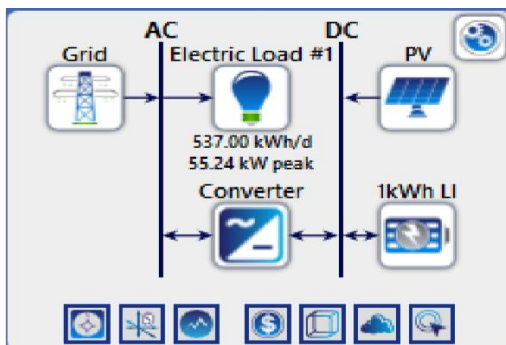 AC DC
Grid Electric Load #1 PV
537.00 kWh/d
55.24 kW peak
Converter 1kWh LI